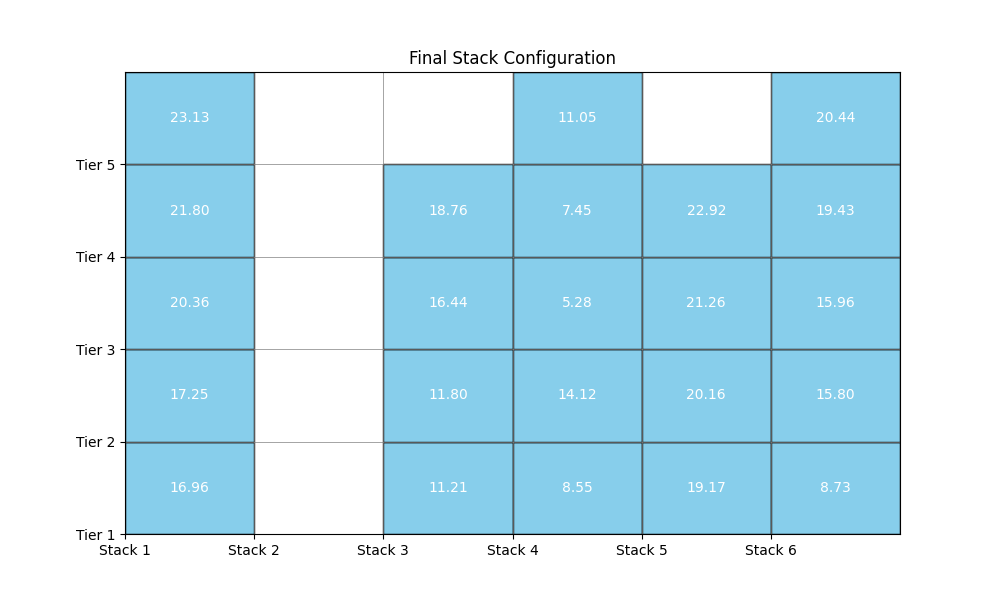 Final Stack Configuration
23.13 11.05 20.44
Tier 5
21.80 18.76 7.45 22.92 19.43
Tier 4
20.36 16.44 5.28 21.26 15.96
Tier 3
17.25 11.80 14.12 20.16 15.80
Tier 2
16.96 11.21 8.55 19.17 8.73
Tier 1
Stack 1 Stack 2 Stack 3 Stack 4 Stack 5 Stack 6